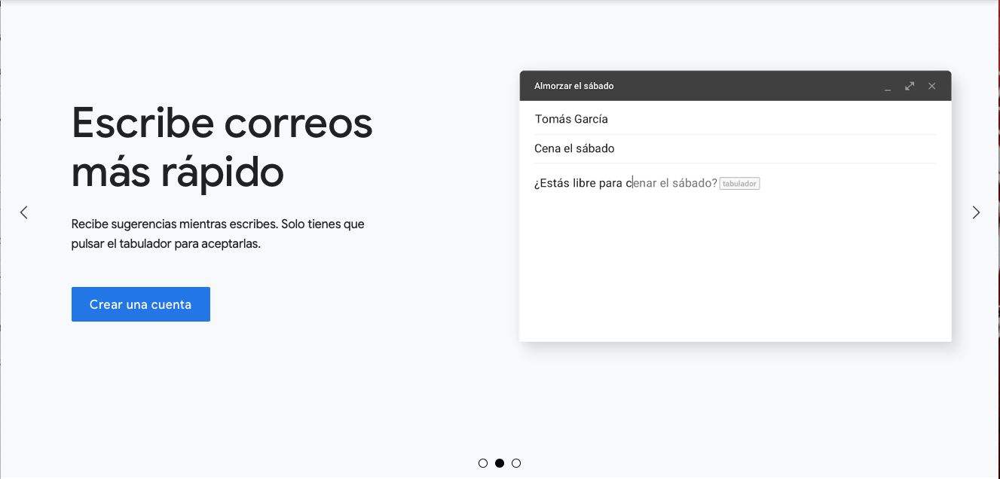 Escribe correos
más rápido
Recibe sugerencias mientras escribes. Solo tienes que
pulsar el tabulador para aceptarlas.
Crear una cuenta
Almorzar el sábado
Tomás García
Cena el sábado
¿Estás libre para cenar el sábado? tabulador